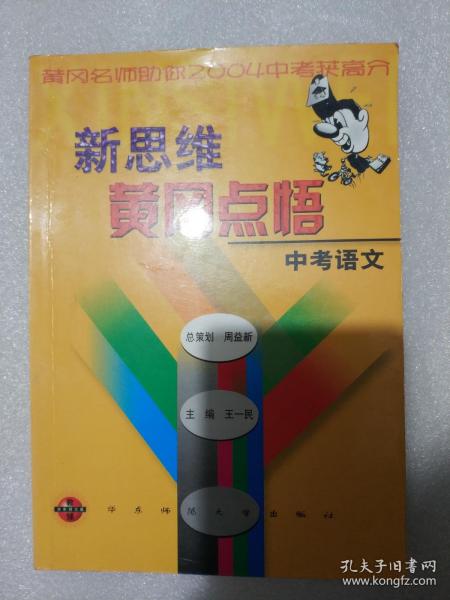 黄冈名师助你2004中考获高分
新思维
黄冈点悟
中考语文
总策划 周益新
主 编 王一民
华东师范大学出版社
孔夫子旧书网
www.kongfz.com